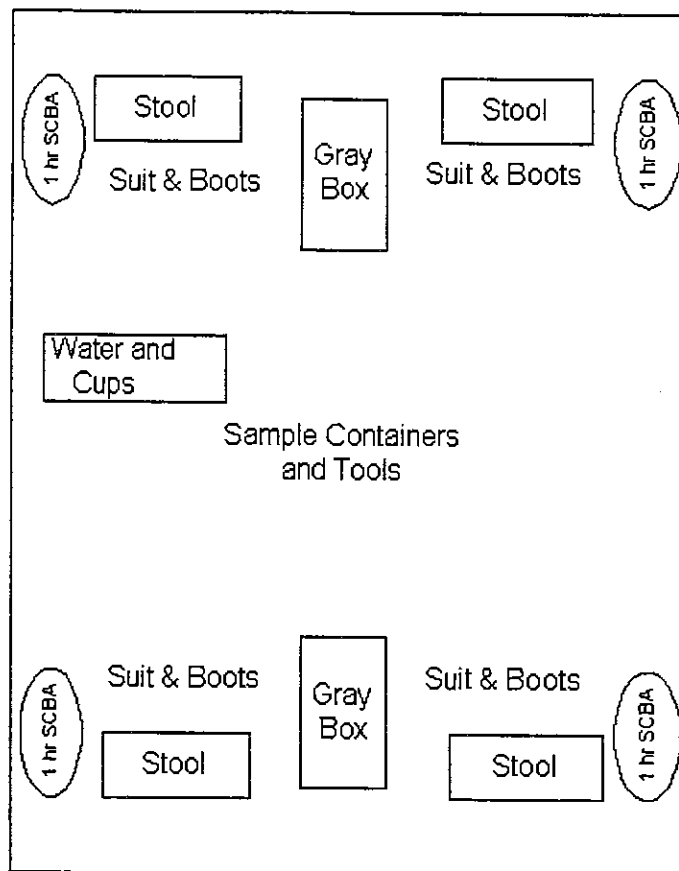 1 hr SCBA
Stool
Suit & Boots
Gray
Box
Stool
Suit & Boots
1 hr SCBA
Water and
Cups
Sample Containers
and Tools
1 hr SCBA
Suit & Boots
Stool
Gray
Box
Suit & Boots
Stool
1 hr SCBA